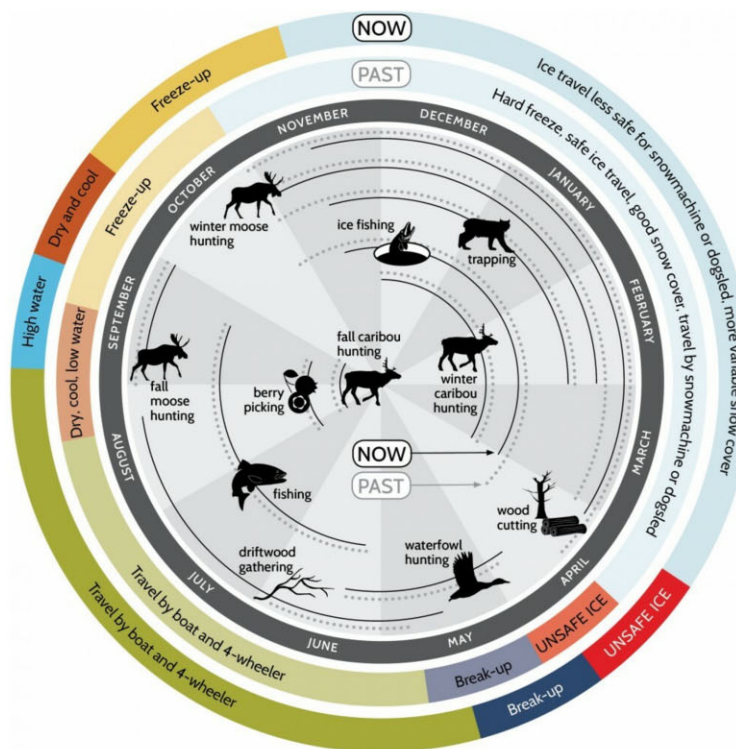 NOW
PAST
Freeze-up
Dry and cool
High water
Travel by boat and 4-wheeler
Break-up
UNSAFE ICE
Ice travel less safe for snowmachine or dogsled, more variable snow cover
Freeze-up
Dry, cool, low water
Travel by boat and 4-wheeler
Break-up
UNSAFE ICE
Hard freeze, safe ice travel, good snow cover, travel by snowmachine or dogsled
NOVEMBER
DECEMBER
JANUARY
FEBRUARY
MARCH
APRIL
MAY
JUNE
JULY
AUGUST
SEPTEMBER
OCTOBER
winter moose
hunting
ice fishing
trapping
fall caribou
hunting
winter
caribou
hunting
berry
picking
fall
moose
hunting
NOW
PAST
fishing
wood
cutting
driftwood
gathering
waterfowl
hunting